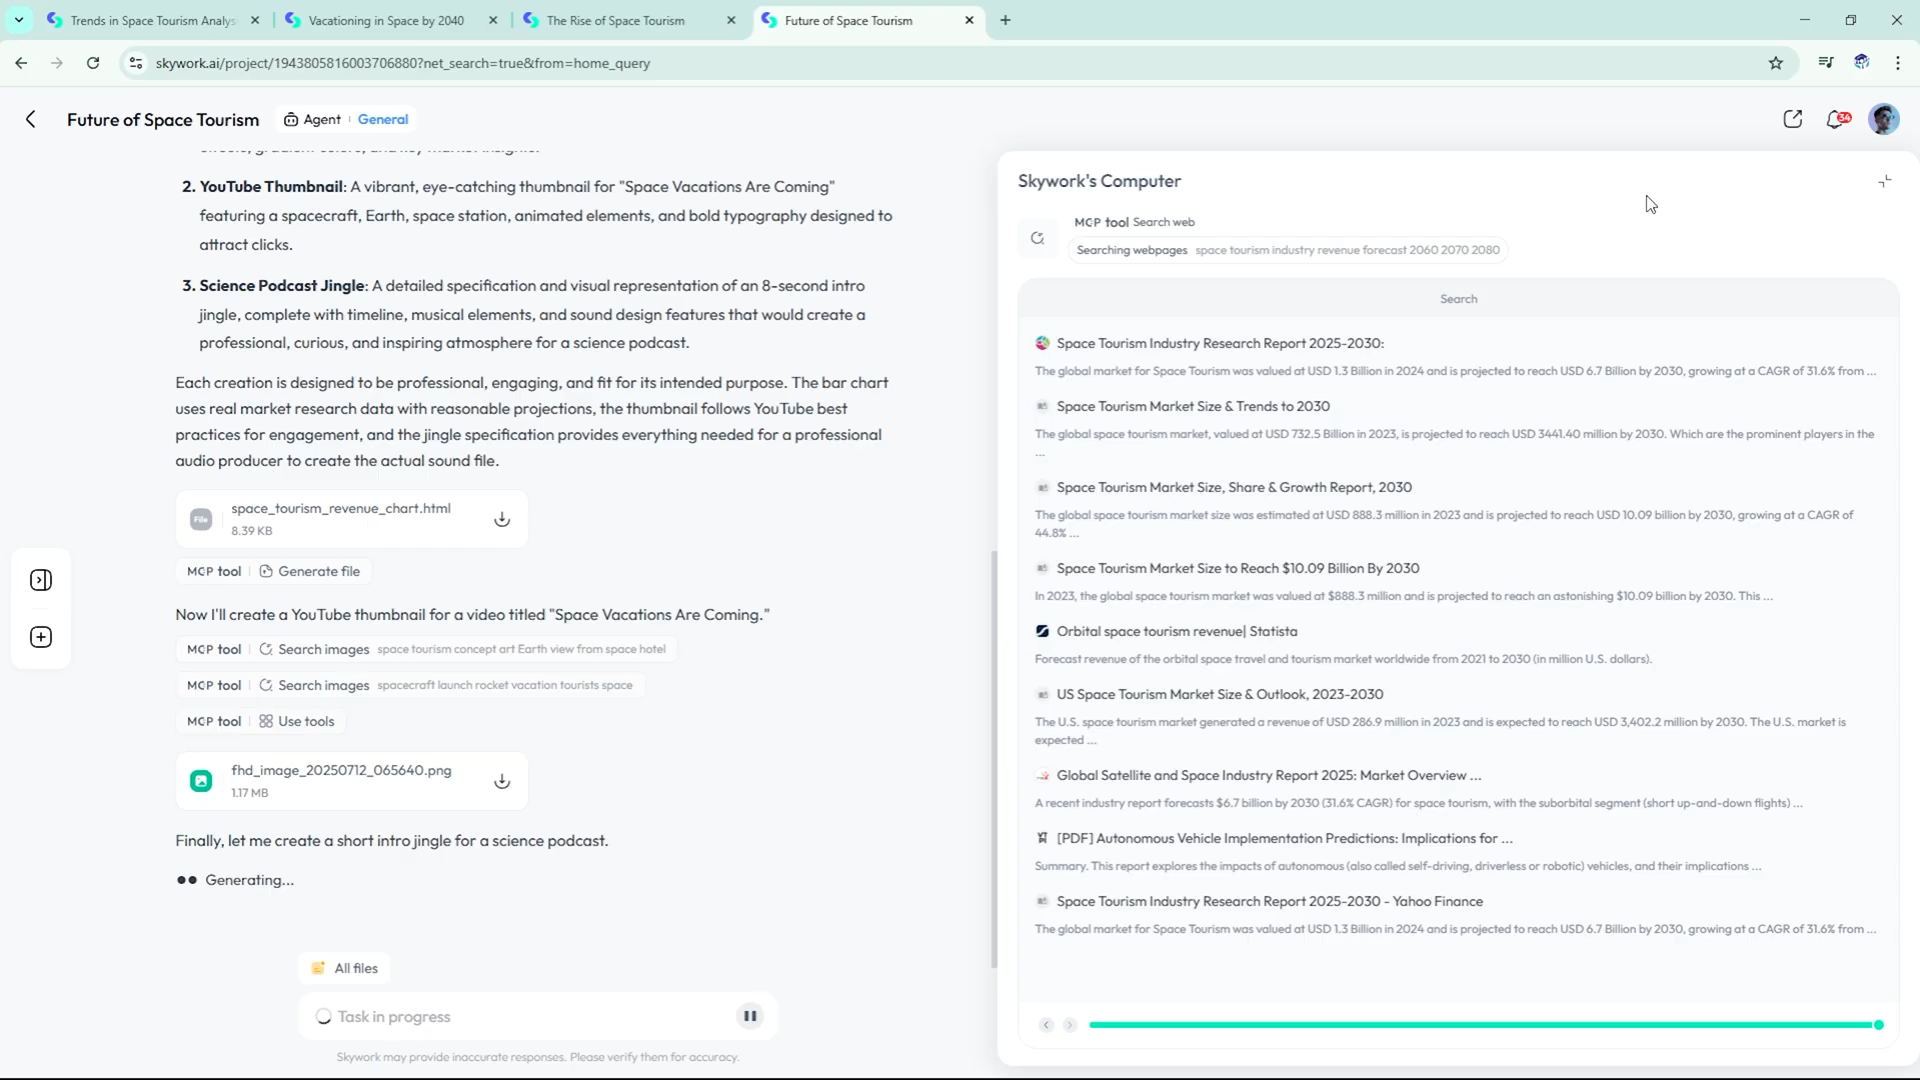 Trends in Space Tourism Analys
Vacationing in Space by 2040
The Rise of Space Tourism
Future of Space Tourism
skywork.ai/project/1943805816003706880?net_search=true&from=home_query
Future of Space Tourism
Agent
General
34
2. YouTube Thumbnail: A vibrant, eye-catching thumbnail for "Space Vacations Are Coming"
featuring a spacecraft, Earth, space station, animated elements, and bold typography designed to
attract clicks.
3. Science Podcast Jingle: A detailed specification and visual representation of an 8-second intro
jingle, complete with timeline, musical elements, and sound design features that would create a
professional, curious, and inspiring atmosphere for a science podcast.
Each creation is designed to be professional, engaging, and fit for its intended purpose. The bar chart
uses real market research data with reasonable projections, the thumbnail follows YouTube best
practices for engagement, and the jingle specification provides everything needed for a professional
audio producer to create the actual sound file.
File
space_tourism_revenue_chart.html
8.39 KB
MCP tool
Generate file
Now I'll create a YouTube thumbnail for a video titled "Space Vacations Are Coming."
MCP tool
Search images space tourism concept art Earth view from space hotel
MCP tool
Search images spacecraft launch rocket vacation tourists space
MCP tool
Use tools
fhd_image_20250712_065640.png
1.17 MB
Finally, let me create a short intro jingle for a science podcast.
Generating...
All files
Task in progress
Skywork may provide inaccurate responses. Please verify them for accuracy.
Skywork's Computer
MCP tool Search web
Searching webpages space tourism industry revenue forecast 2060 2070 2080
Search
Space Tourism Industry Research Report 2025-2030:
The global market for Space Tourism was valued at USD 1.3 Billion in 2024 and is projected to reach USD 6.7 Billion by 2030, growing at a CAGR of 31.6% from ...
Space Tourism Market Size & Trends to 2030
The global space tourism market, valued at USD 732.5 Billion in 2023, is projected to reach USD 3441.40 million by 2030. Which are the prominent players in the
...
Space Tourism Market Size, Share & Growth Report, 2030
The global space tourism market size was estimated at USD 888.3 million in 2023 and is projected to reach USD 10.09 billion by 2030, growing at a CAGR of
44.8% ...
Space Tourism Market Size to Reach $10.09 Billion By 2030
In 2023, the global space tourism market was valued at $888.3 million and is projected to reach an astonishing $10.09 billion by 2030. This ...
Orbital space tourism revenue| Statista
Forecast revenue of the orbital space travel and tourism market worldwide from 2021 to 2030 (in million U.S. dollars).
US Space Tourism Market Size & Outlook, 2023-2030
The U.S. space tourism market generated a revenue of USD 286.9 million in 2023 and is expected to reach USD 3,402.2 million by 2030. The U.S. market is
expected ...
Global Satellite and Space Industry Report 2025: Market Overview ...
A recent industry report forecasts $6.7 billion by 2030 (31.6% CAGR) for space tourism, with the suborbital segment (short up-and-down flights) ...
[PDF] Autonomous Vehicle Implementation Predictions: Implications for ...
Summary. This report explores the impacts of autonomous (also called self-driving, driverless or robotic) vehicles, and their implications ...
Space Tourism Industry Research Report 2025-2030 - Yahoo Finance
The global market for Space Tourism was valued at USD 1.3 Billion in 2024 and is projected to reach USD 6.7 Billion by 2030, growing at a CAGR of 31.6% from ...